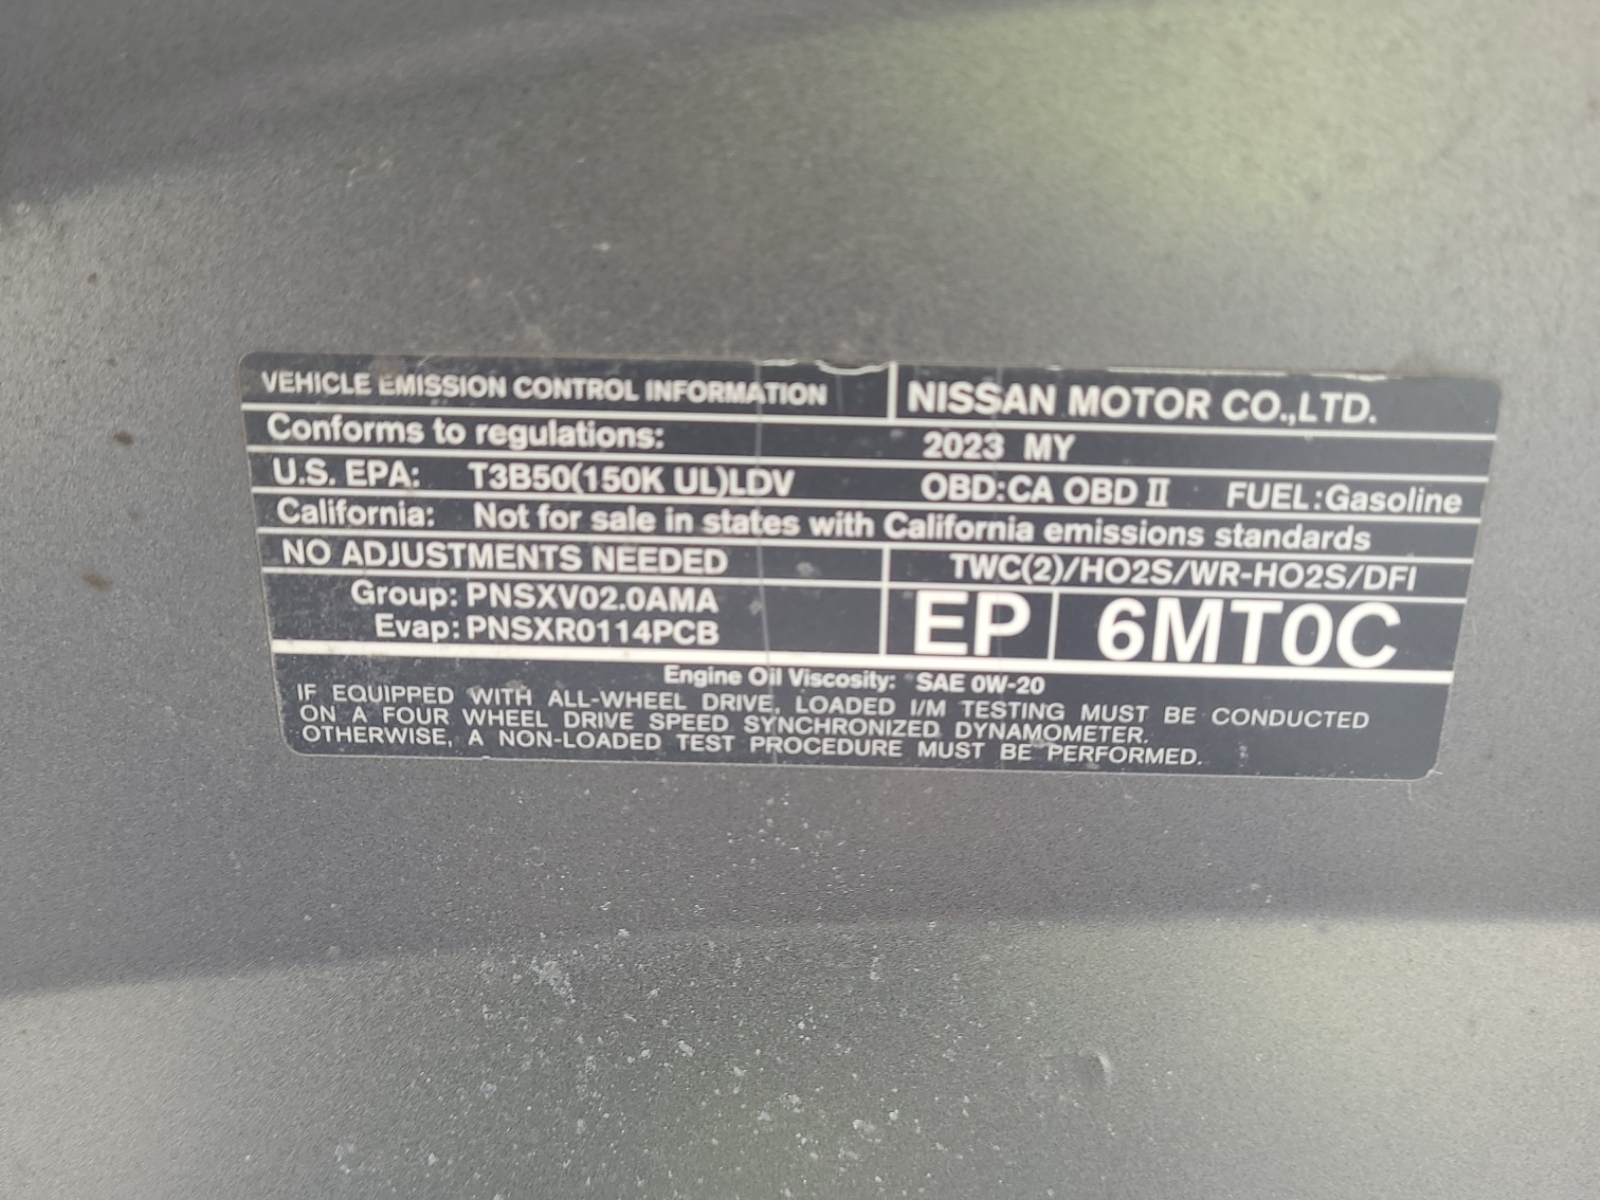 VEHICLE EMISSION CONTROL INFORMATION NISSAN MOTOR CO.,LTD.
Conforms to regulations: 2023 MY
U.S. EPA: T3B50(150K UL)LDV OBD:CA OBD II FUEL:Gasoline
California: Not for sale in states with California emissions standards
NO ADJUSTMENTS NEEDED TWC(2)/HO2S/WR-HO2S/DFI
Group: PNSXV02.0AMA
Evap: PNSXR0114PCB
EP 6MT0C
Engine Oil Viscosity: SAE 0W-20
IF EQUIPPED WITH ALL-WHEEL DRIVE, LOADED I/M TESTING MUST BE CONDUCTED
ON A FOUR WHEEL DRIVE SPEED SYNCHRONIZED DYNAMOMETER.
OTHERWISE, A NON-LOADED TEST PROCEDURE MUST BE PERFORMED.